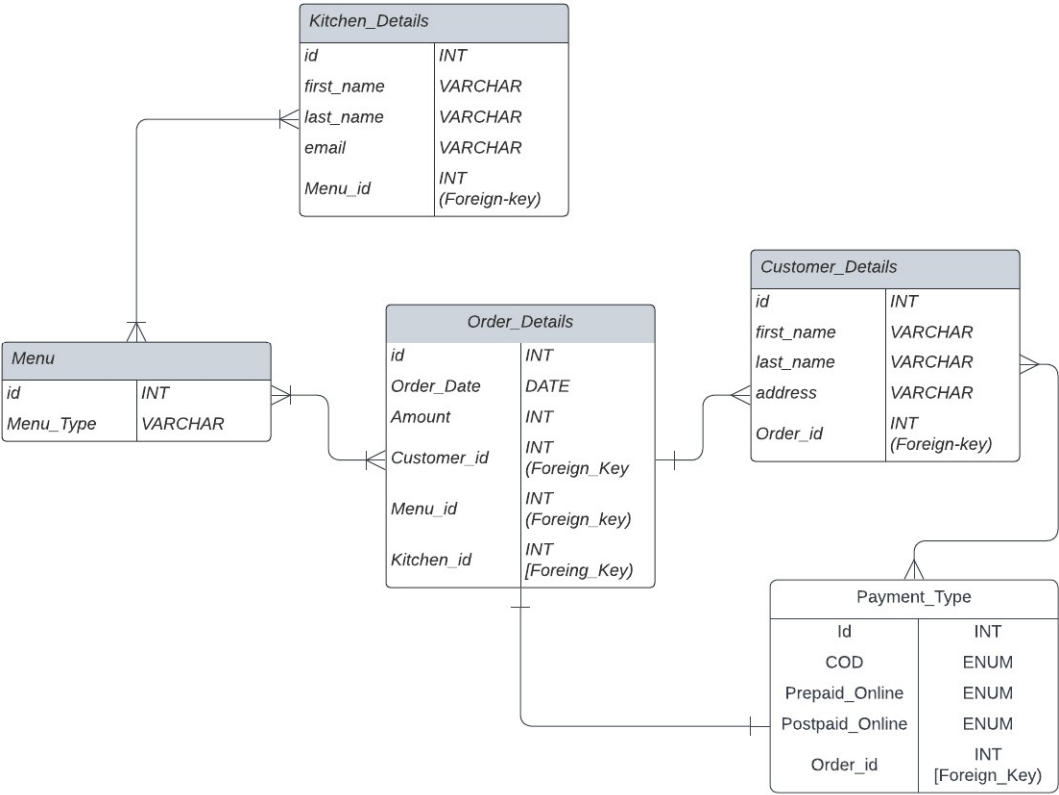 Kitchen_Details
id INT
first_name VARCHAR
last_name VARCHAR
email VARCHAR
Menu_id INT
(Foreign-key)
Customer_Details
id INT
first_name VARCHAR
last_name VARCHAR
address VARCHAR
Order_id INT
(Foreign-key)
Order_Details
id INT
Order_Date DATE
Amount INT
Customer_id INT
(Foreign_Key
Menu_id INT
(Foreign_key)
Kitchen_id INT
[Foreing_Key)
Menu
id INT
Menu_Type VARCHAR
Payment_Type
Id INT
COD ENUM
Prepaid_Online ENUM
Postpaid_Online ENUM
Order_id INT
[Foreign_Key)